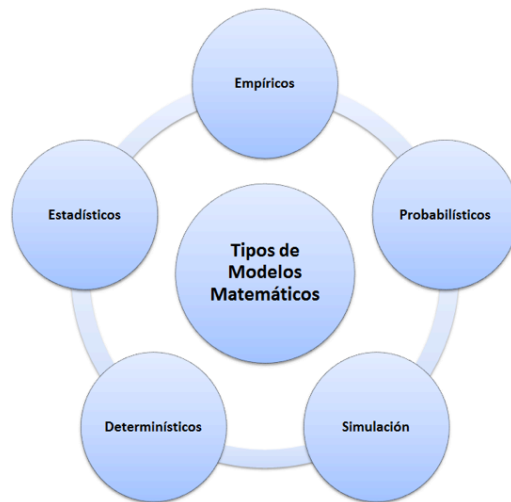 Empíricos
Estadísticos
Probabilísticos
Tipos de
Modelos
Matemáticos
Determinísticos
Simulación